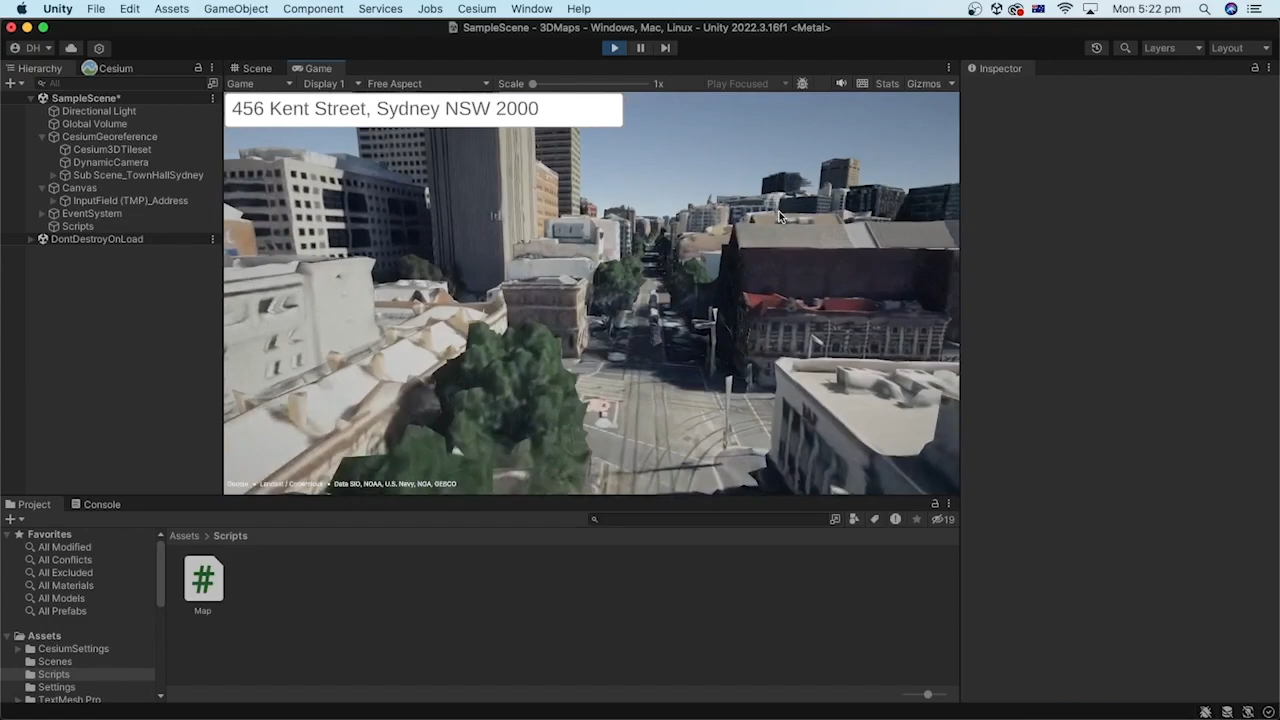 Unity File Edit Assets GameObject Component Services Jobs Cesium Window Help Mon 5:22 pm
SampleScene - 3DMaps - Windows, Mac, Linux - Unity 2022.3.16f1 <Metal>
DH Layers Layout
Hierarchy Cesium Scene Game Inspector
All Game Display 1 Free Aspect Scale 1x Play Focused Stats Gizmos
SampleScene*
Directional Light
Global Volume
CesiumGeoreference
Cesium3DTileset
DynamicCamera
Sub Scene_TownHallSydney
Canvas
InputField (TMP)_Address
EventSystem
Scripts
DontDestroyOnLoad
456 Kent Street, Sydney NSW 2000
Google • Landsat / Copernicus • Data SIO, NOAA, U.S. Navy, NGA, GEBCO
Project Console
19
Favorites
All Modified
All Conflicts
All Excluded
All Materials
All Models
All Prefabs
Assets
CesiumSettings
Scenes
Scripts
Settings
TextMesh Pro
Assets > Scripts
#
Map